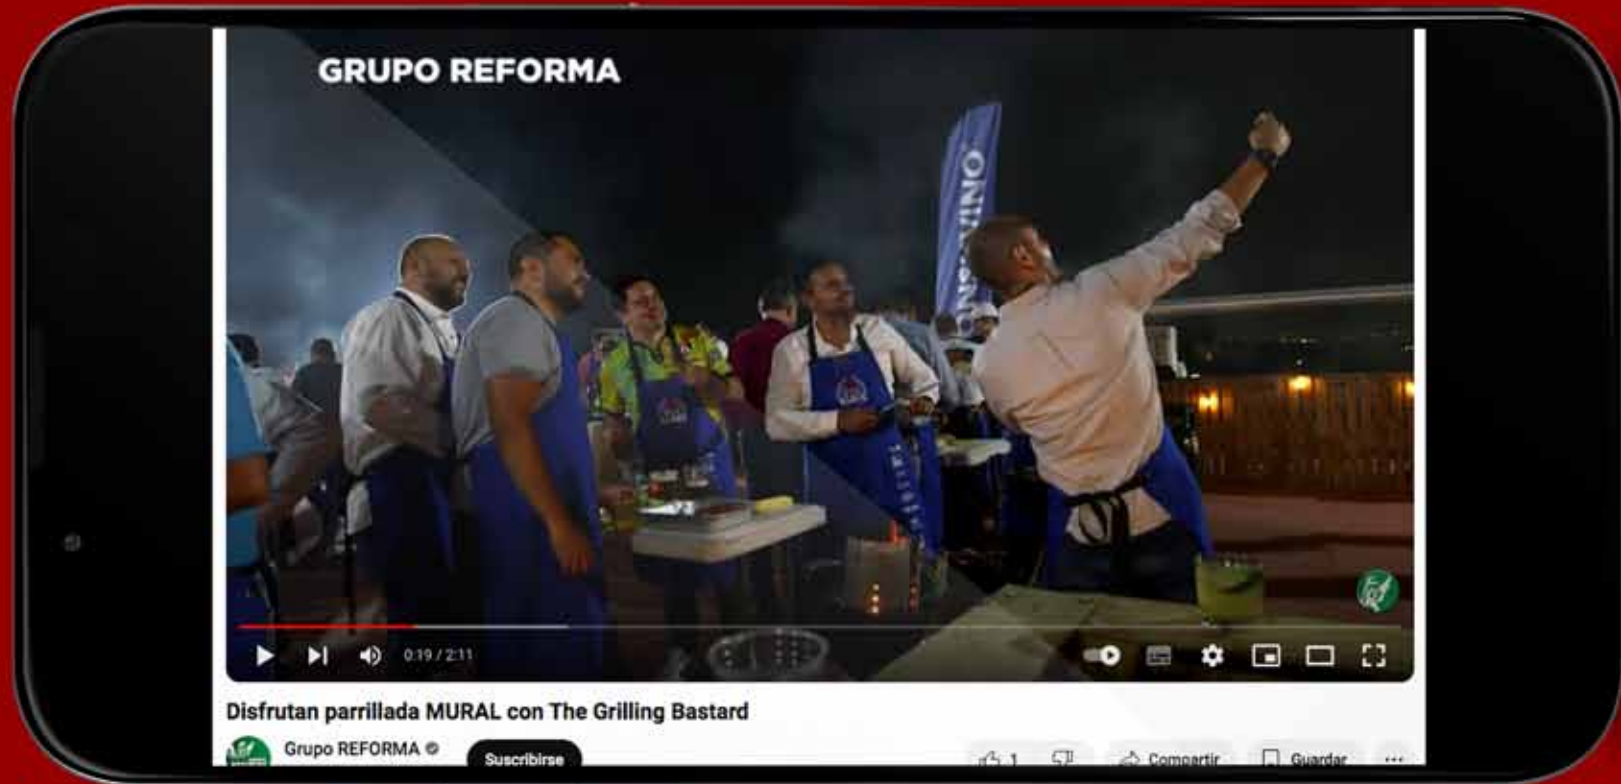 GRUPO REFORMA
0:19 / 2:11
Disfrutan parrillada MURAL con The Grilling Bastard
Grupo REFORMA
Suscribirse
1
Compartir
Guardar
...